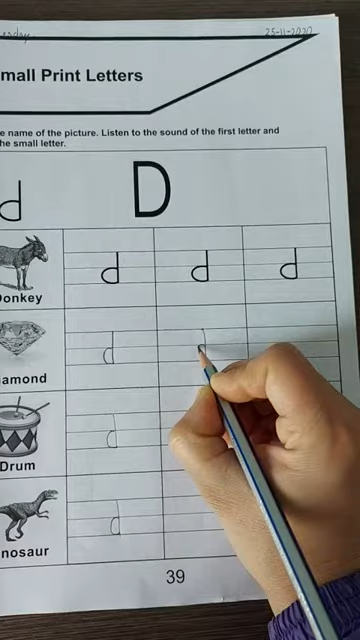 25-11-2020
mall Print Letters
e name of the picture. Listen to the sound of the first letter and
he small letter.
d D
Donkey d d d
iamond d
Drum d
nosaur d
39